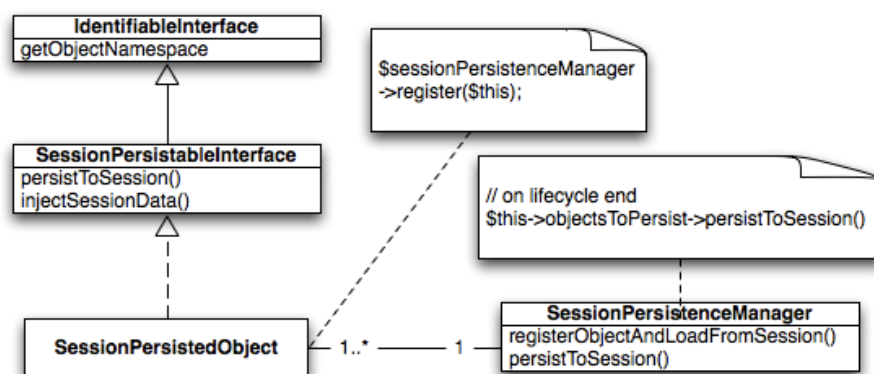 IdentifiableInterface
getObjectNamespace
$sessionPersistenceManager
->register($this);
SessionPersistableInterface
persistToSession()
injectSessionData()
// on lifecycle end
$this->objectsToPersist->persistToSession()
SessionPersistedObject
1..*
1
SessionPersistenceManager
registerObjectAndLoadFromSession()
persistToSession()